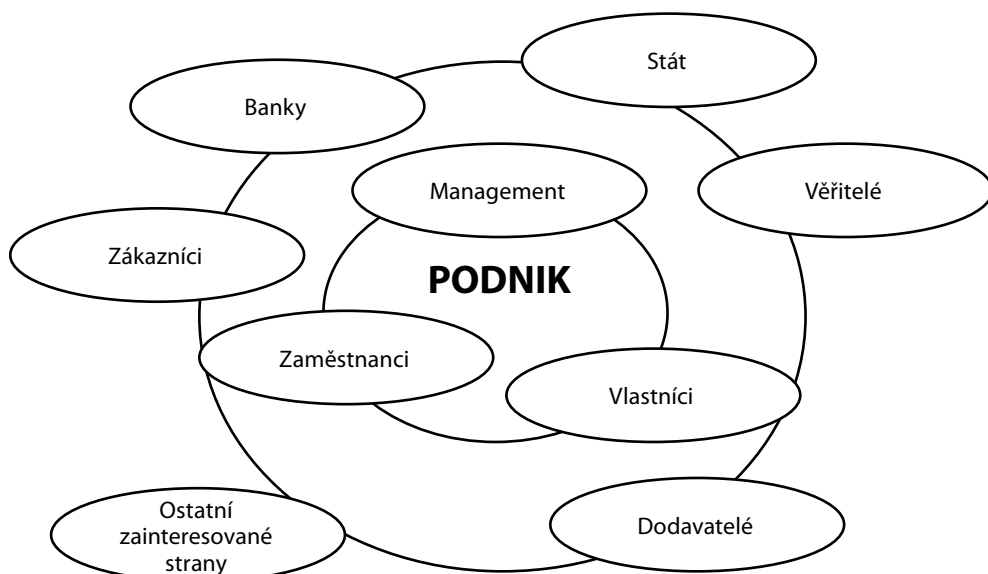 Stát
Banky
Management
Věřitelé
Zákazníci
PODNIK
Zaměstnanci
Vlastníci
Ostatní
zainteresované
strany
Dodavatelé